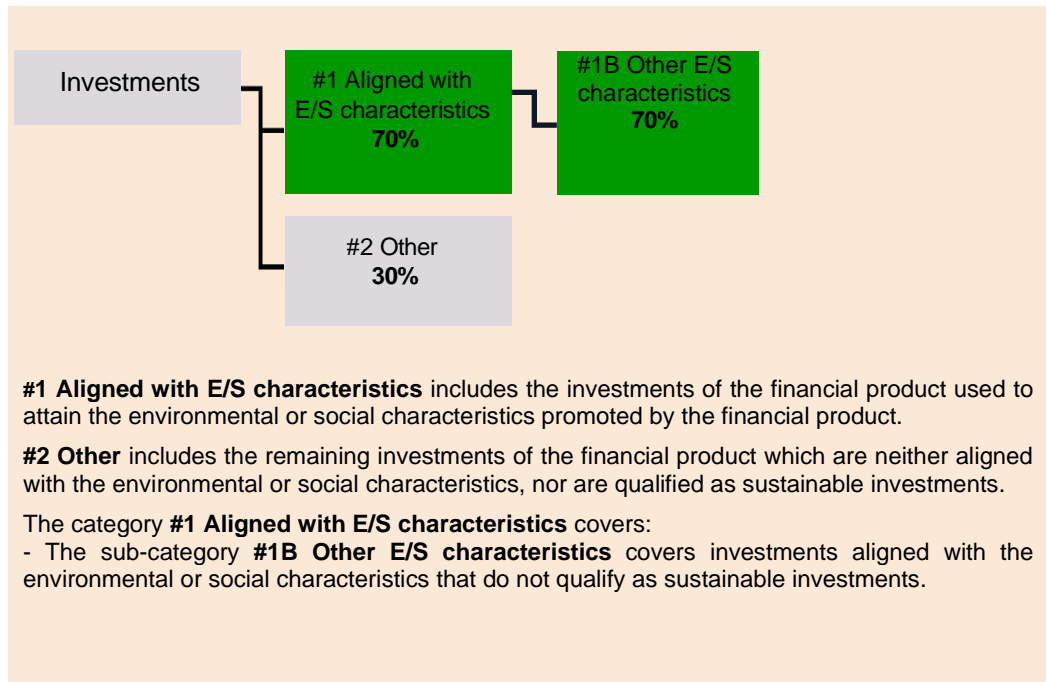 Investments
#1 Aligned with
E/S characteristics
70%
#1B Other E/S
characteristics
70%
#2 Other
30%
#1 Aligned with E/S characteristics includes the investments of the financial product used to
attain the environmental or social characteristics promoted by the financial product.
#2 Other includes the remaining investments of the financial product which are neither aligned
with the environmental or social characteristics, nor are qualified as sustainable investments.
The category #1 Aligned with E/S characteristics covers:
- The sub-category #1B Other E/S characteristics covers investments aligned with the
environmental or social characteristics that do not qualify as sustainable investments.